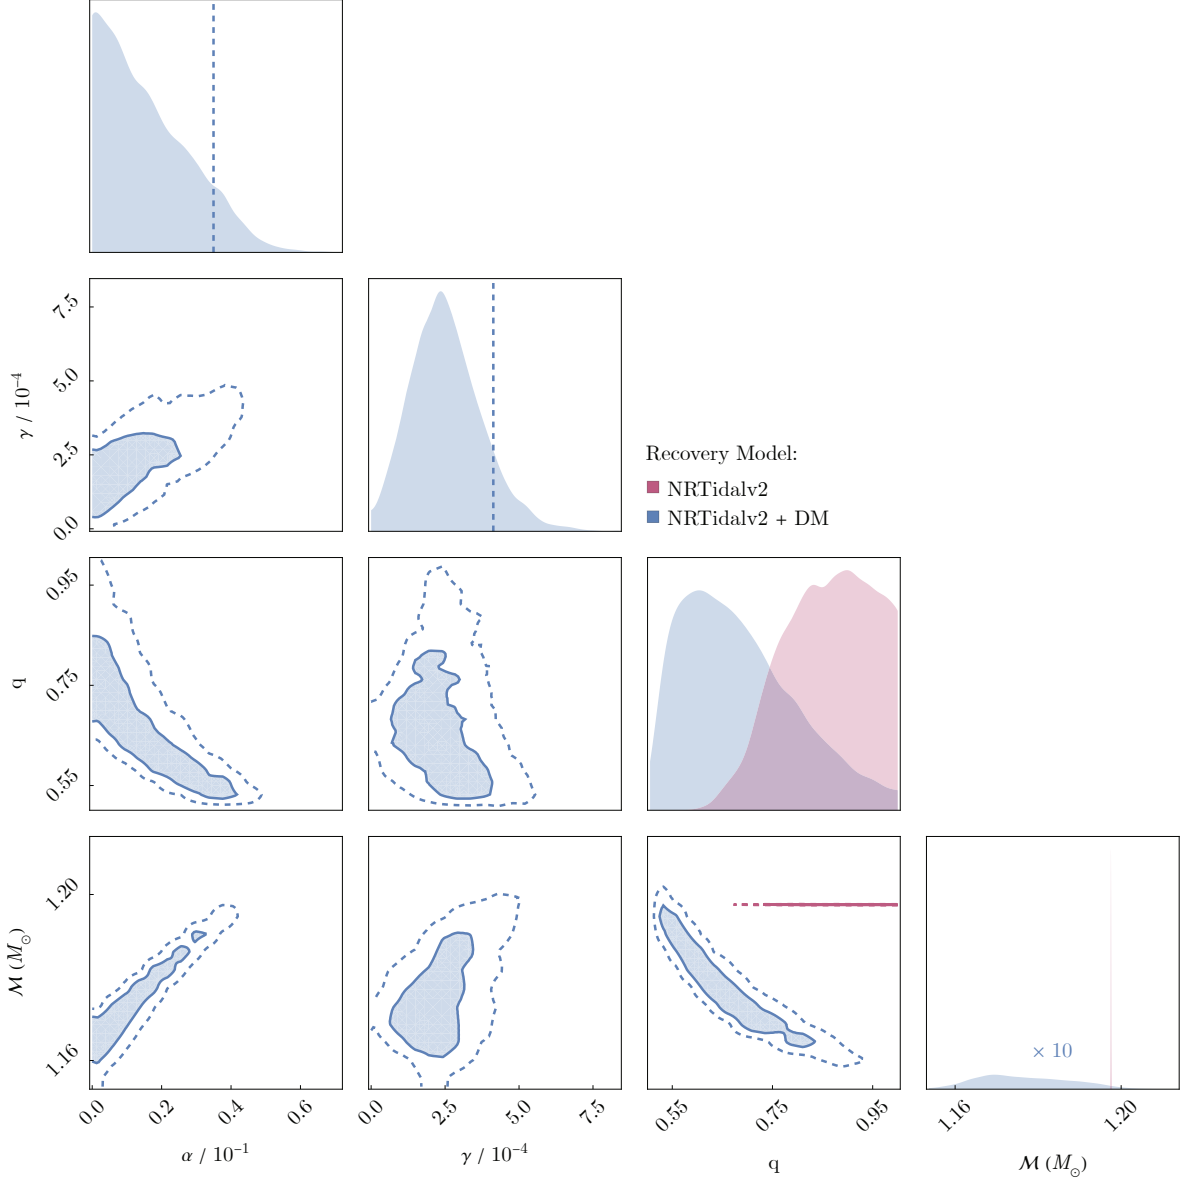 7.5
5.0
2.5
0.0
γ / 10⁻⁴
Recovery Model:
NRTidalv2
NRTidalv2 + DM
0.95
0.75
0.55
q
1.20
1.16
ℳ (M⊙)
× 10
0.0 0.2 0.4 0.6
0.0 2.5 5.0 7.5
0.55 0.75 0.95
1.16 1.20
α / 10⁻¹
γ / 10⁻⁴
q
ℳ (M⊙)